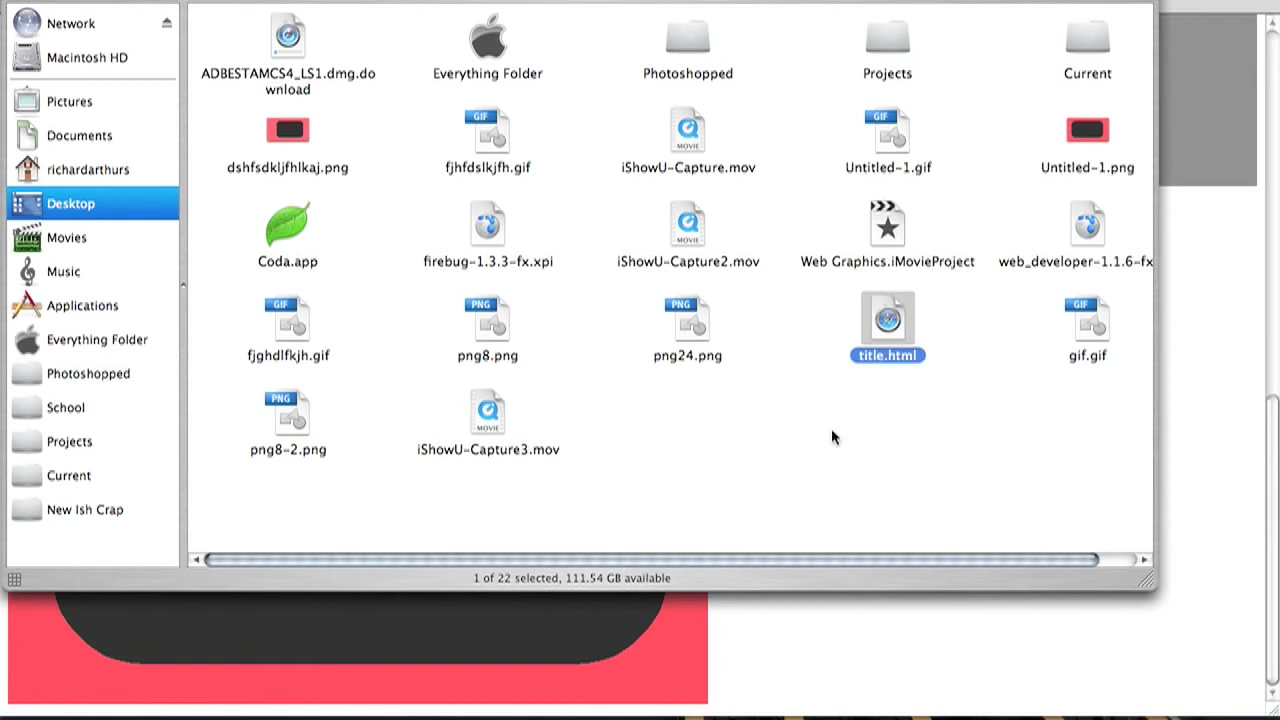 Network
Macintosh HD
Pictures
Documents
richardarthurs
Desktop
Movies
Music
Applications
Everything Folder
Photoshopped
School
Projects
Current
New Ish Crap
ADBESTAMCS4_LS1.dmg.do
wnload
Everything Folder
Photoshopped
Projects
Current
dshfsdkljfhlkaj.png
GIF
fjhfdslkjfh.gif
MOVIE
iShowU-Capture.mov
GIF
Untitled-1.gif
Untitled-1.png
Coda.app
firebug-1.3.3-fx.xpi
MOVIE
iShowU-Capture2.mov
Web Graphics.iMovieProject
web_developer-1.1.6-fx
GIF
fjghdlfkjh.gif
PNG
png8.png
PNG
png24.png
title.html
GIF
gif.gif
PNG
png8-2.png
MOVIE
iShowU-Capture3.mov
1 of 22 selected, 111.54 GB available